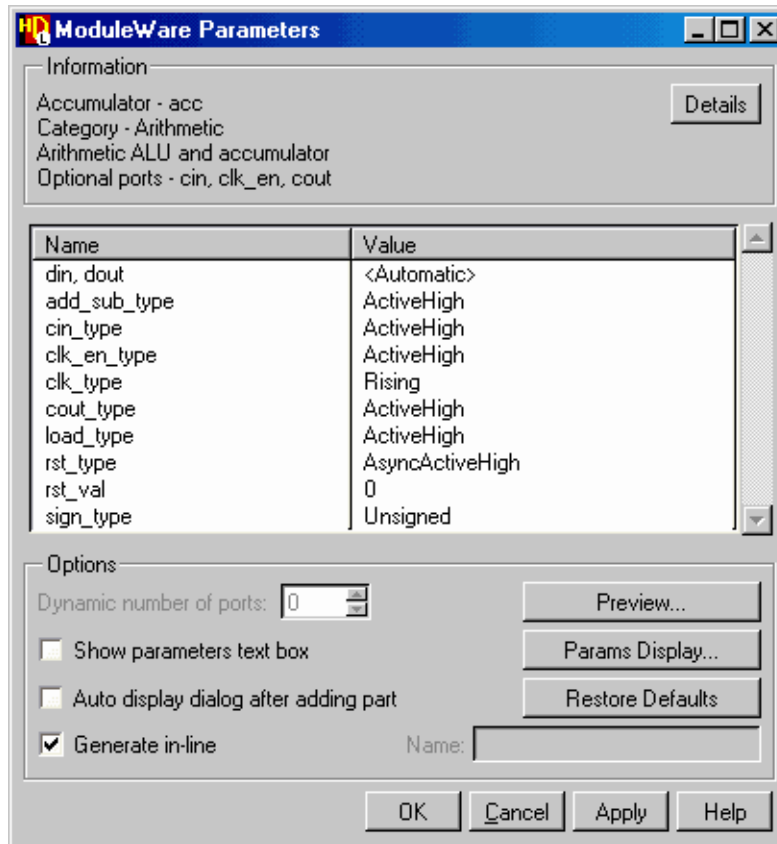 HDL ModuleWare Parameters
Information
Accumulator - acc
Details
Category - Arithmetic
Arithmetic ALU and accumulator
Optional ports - cin, clk_en, cout
Name Value
din, dout <Automatic>
add_sub_type ActiveHigh
cin_type ActiveHigh
clk_en_type ActiveHigh
clk_type Rising
cout_type ActiveHigh
load_type ActiveHigh
rst_type AsyncActiveHigh
rst_val 0
sign_type Unsigned
Options
Dynamic number of ports: 0 Preview...
Show parameters text box Params Display...
Auto display dialog after adding part Restore Defaults
Generate in-line Name:
OK Cancel Apply Help